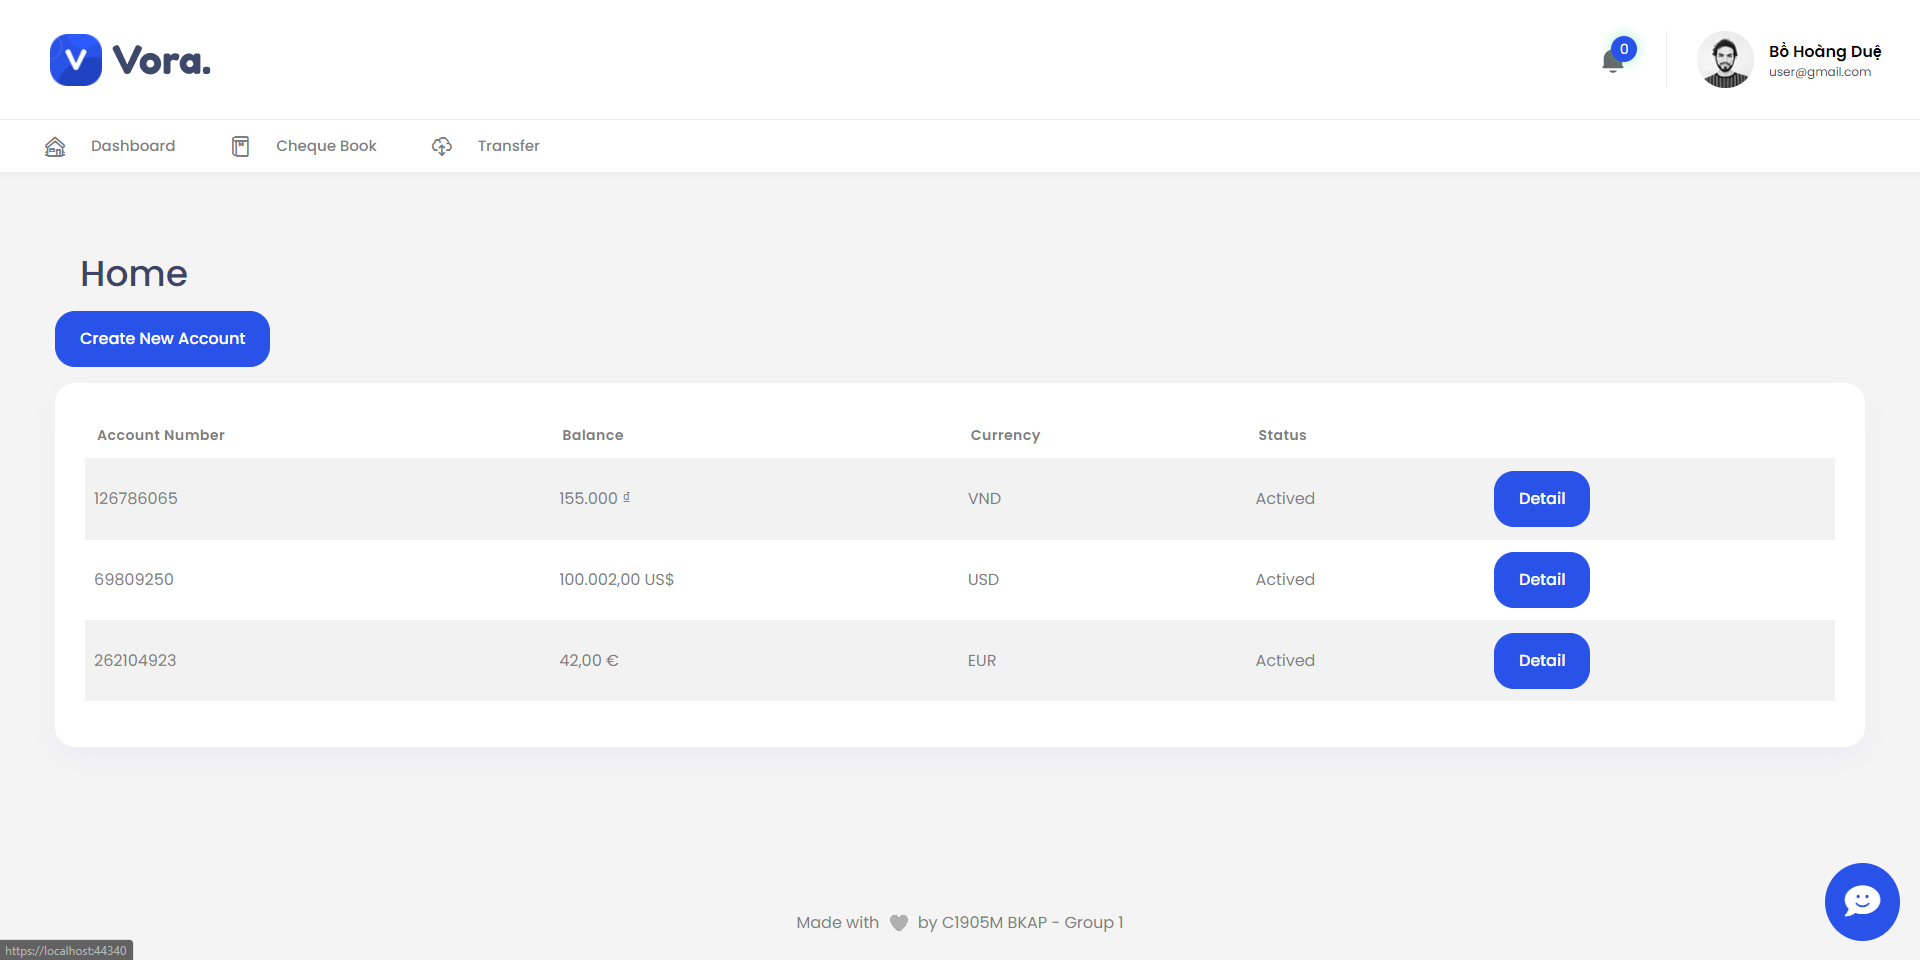 V Vora.
0
Bồ Hoàng Duệ
user@gmail.com
Dashboard Cheque Book Transfer
Home
Create New Account
Account Number Balance Currency Status
126786065 155.000 ₫ VND Actived Detail
69809250 100.002,00 US$ USD Actived Detail
262104923 42,00 € EUR Actived Detail
Made with by C1905M BKAP - Group 1
https://localhost:44340